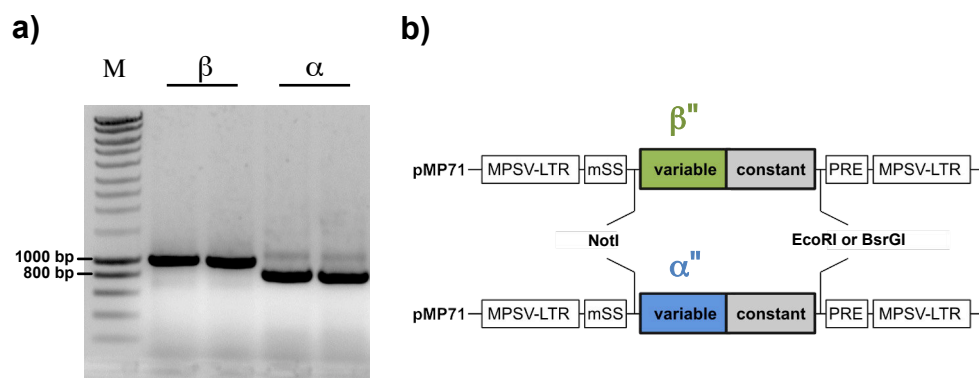 a)
M
β
α
1000 bp
800 bp
b)
β"
pMP71
MPSV-LTR
mSS
variable
constant
PRE
MPSV-LTR
NotI
EcoRI or BsrGI
α"
pMP71
MPSV-LTR
mSS
variable
constant
PRE
MPSV-LTR